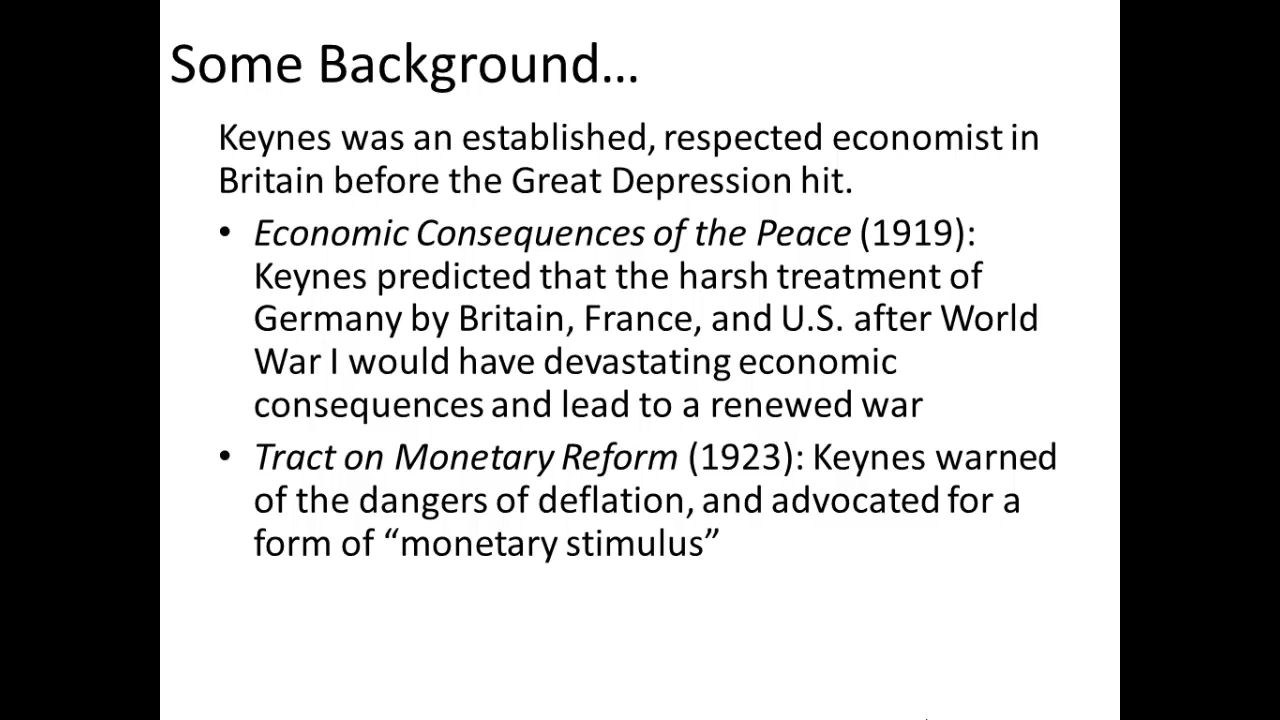 Some Background…
Keynes was an established, respected economist in
Britain before the Great Depression hit.
• Economic Consequences of the Peace (1919):
Keynes predicted that the harsh treatment of
Germany by Britain, France, and U.S. after World
War I would have devastating economic
consequences and lead to a renewed war
• Tract on Monetary Reform (1923): Keynes warned
of the dangers of deflation, and advocated for a
form of “monetary stimulus”